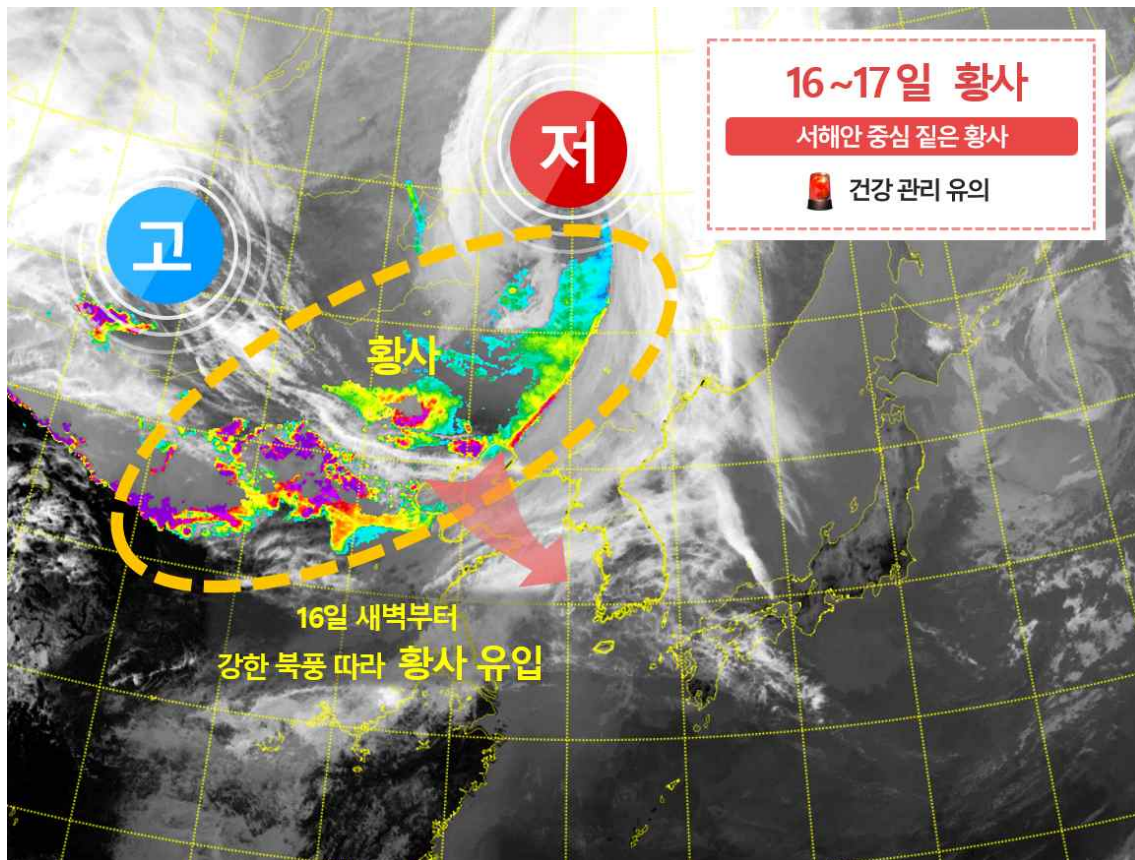 16~17일 황사
서해안 중심 짙은 황사
건강 관리 유의
저
고
황사
16일 새벽부터
강한 북풍 따라 황사 유입